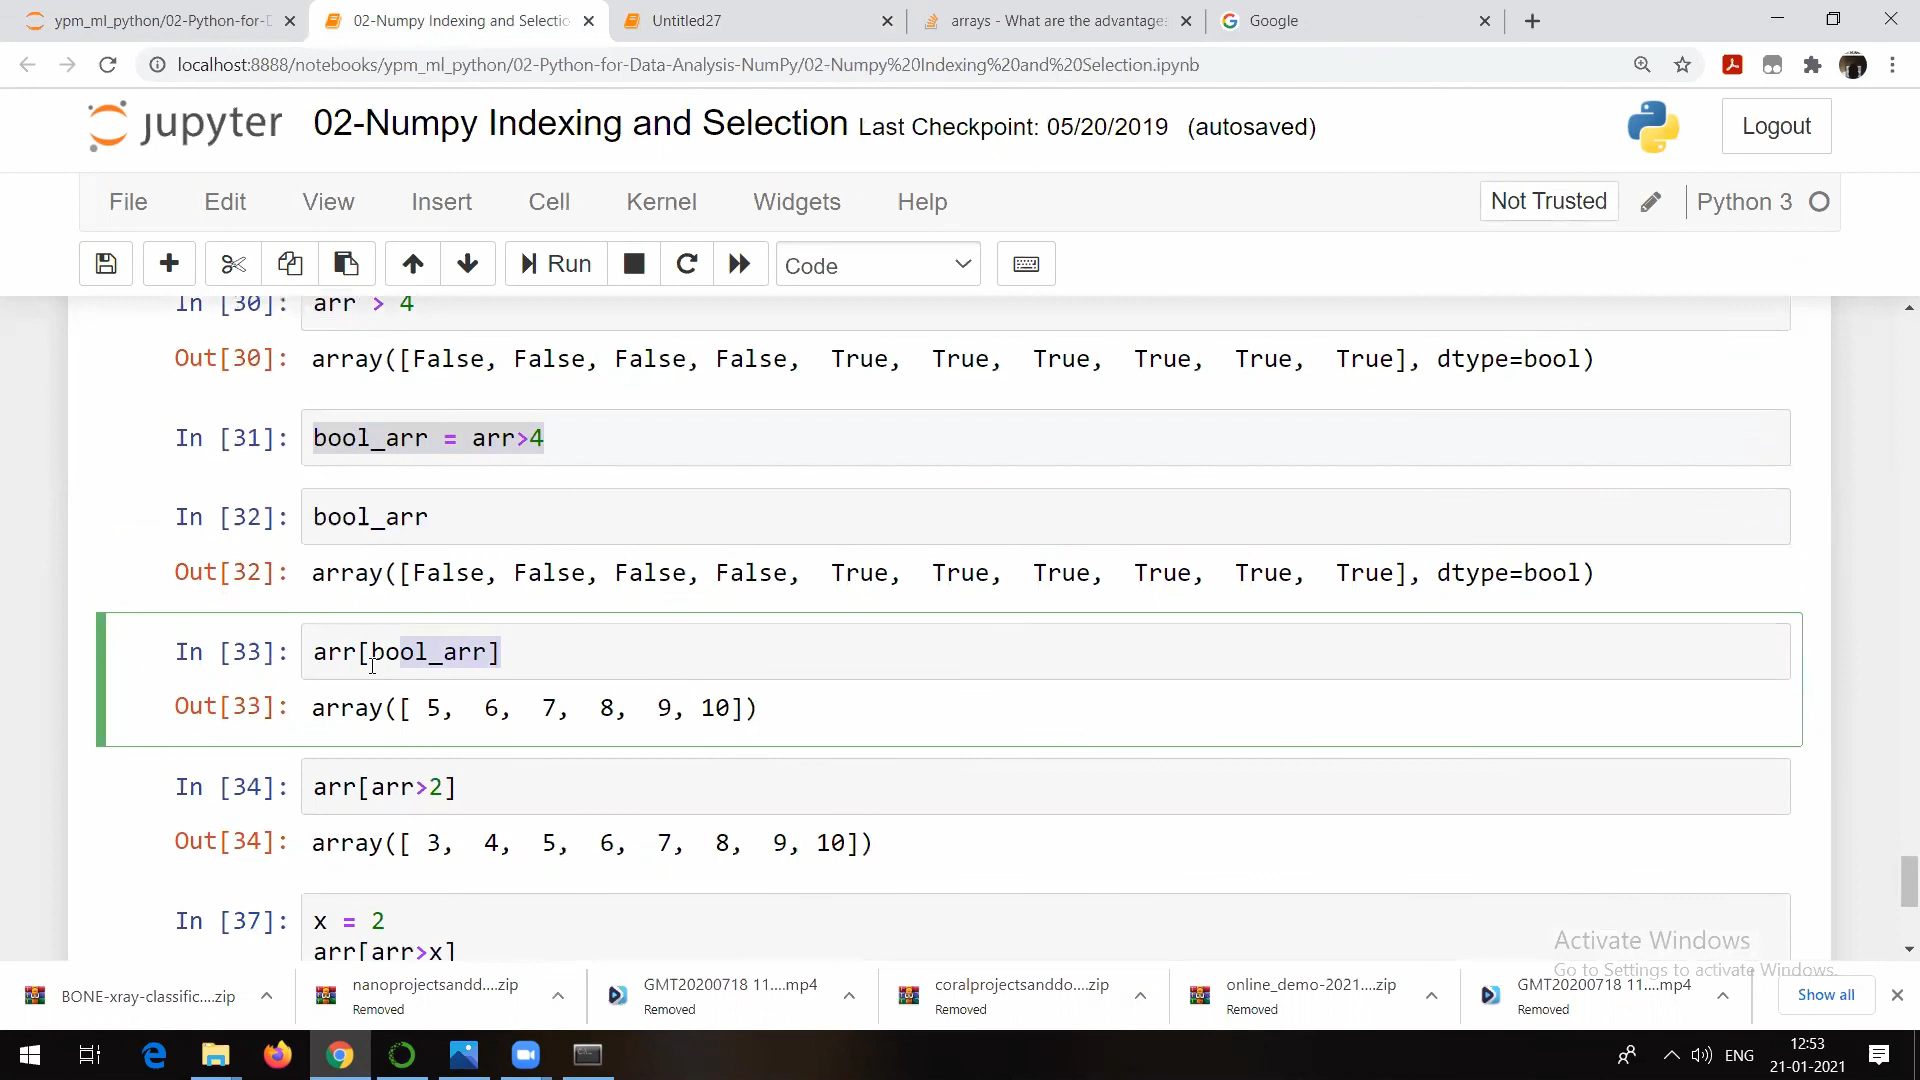 ypm_ml_python/02-Python-for-D
02-Numpy Indexing and Selectio
Untitled27
arrays - What are the advantages
Google
localhost:8888/notebooks/ypm_ml_python/02-Python-for-Data-Analysis-NumPy/02-Numpy%20Indexing%20and%20Selection.ipynb
jupyter 02-Numpy Indexing and Selection Last Checkpoint: 05/20/2019 (autosaved)
Logout
File Edit View Insert Cell Kernel Widgets Help
Not Trusted
Python 3
Run
Code
In [30]: arr > 4
Out[30]: array([False, False, False, False, True, True, True, True, True, True], dtype=bool)
In [31]: bool_arr = arr>4
In [32]: bool_arr
Out[32]: array([False, False, False, False, True, True, True, True, True, True], dtype=bool)
In [33]: arr[bool_arr]
Out[33]: array([ 5, 6, 7, 8, 9, 10])
In [34]: arr[arr>2]
Out[34]: array([ 3, 4, 5, 6, 7, 8, 9, 10])
In [37]: x = 2
arr[arr>x]
Activate Windows
Go to Settings to activate Windows.
BONE-xray-classific....zip
nanoprojectsandd....zip
Removed
GMT20200718 11....mp4
Removed
coralprojectsanddo....zip
Removed
online_demo-2021....zip
Removed
GMT20200718 11....mp4
Removed
Show all
ENG
12:53
21-01-2021